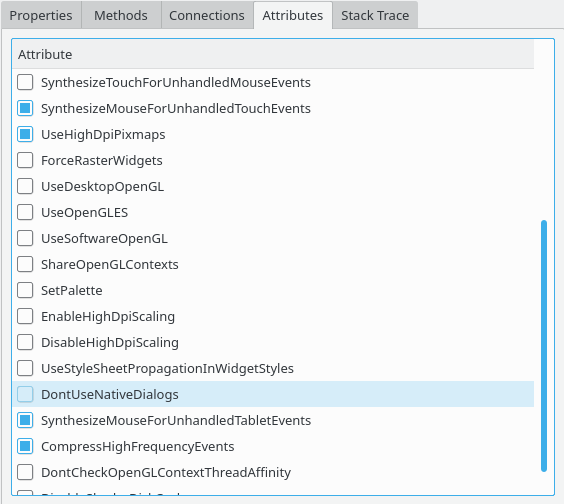 Properties Methods Connections Attributes Stack Trace
Attribute
SynthesizeTouchForUnhandledMouseEvents
SynthesizeMouseForUnhandledTouchEvents
UseHighDpiPixmaps
ForceRasterWidgets
UseDesktopOpenGL
UseOpenGLES
UseSoftwareOpenGL
ShareOpenGLContexts
SetPalette
EnableHighDpiScaling
DisableHighDpiScaling
UseStyleSheetPropagationInWidgetStyles
DontUseNativeDialogs
SynthesizeMouseForUnhandledTabletEvents
CompressHighFrequencyEvents
DontCheckOpenGLContextThreadAffinity